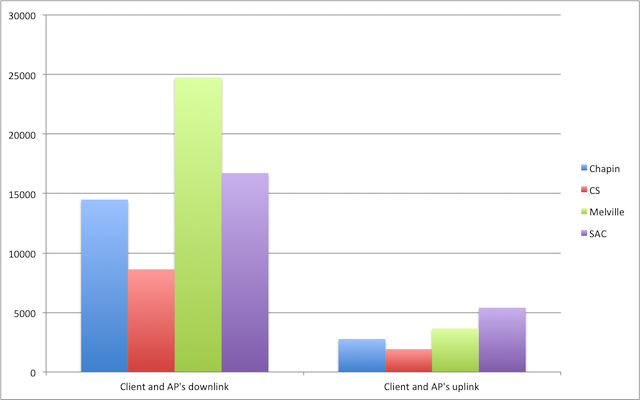 30000
25000
20000
15000
10000
5000
0
Client and AP's downlink
Client and AP's uplink
Chapin
CS
Melville
SAC